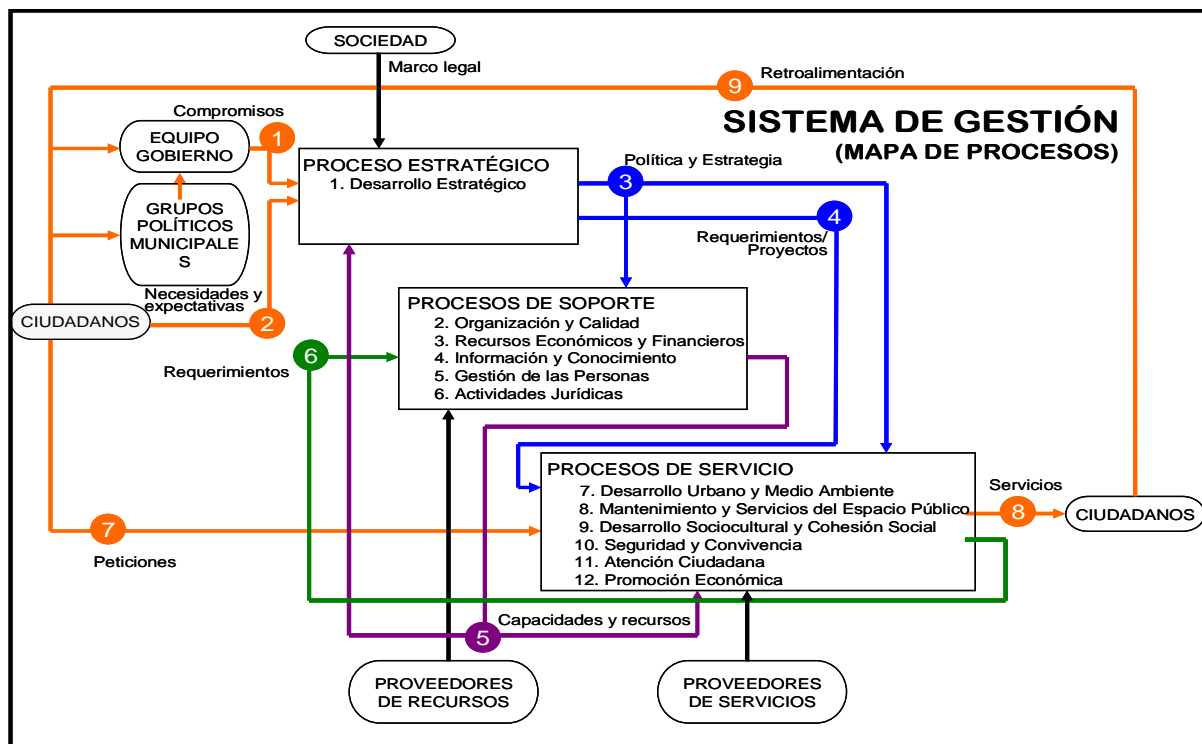 SOCIEDAD
Marco legal
9
Retroalimentación
SISTEMA DE GESTIÓN
(MAPA DE PROCESOS)
Compromisos
1
EQUIPO
GOBIERNO
GRUPOS
POLÍTICOS
MUNICIPALE
S
PROCESO ESTRATÉGICO
1. Desarrollo Estratégico
Política y Estrategia
3
4
Requerimientos/
Proyectos
Necesidades y
expectativas
2
CIUDADANOS
PROCESOS DE SOPORTE
2. Organización y Calidad
3. Recursos Económicos y Financieros
4. Información y Conocimiento
5. Gestión de las Personas
6. Actividades Jurídicas
6
Requerimientos
PROCESOS DE SERVICIO
7. Desarrollo Urbano y Medio Ambiente
8. Mantenimiento y Servicios del Espacio Público
9. Desarrollo Sociocultural y Cohesión Social
10. Seguridad y Convivencia
11. Atención Ciudadana
12. Promoción Económica
Servicios
8
CIUDADANOS
7
Peticiones
5
Capacidades y recursos
PROVEEDORES
DE RECURSOS
PROVEEDORES
DE SERVICIOS